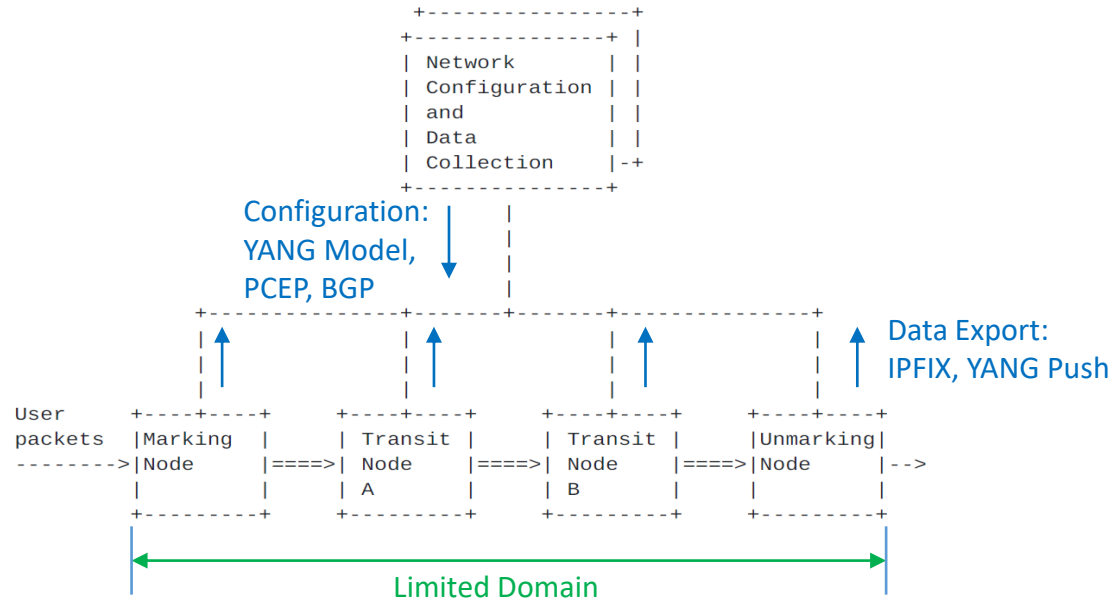 Network
Configuration
and
Data
Collection
Configuration:
YANG Model,
PCEP, BGP
Data Export:
IPFIX, YANG Push
User
packets
Marking
Node
Transit
Node
A
Transit
Node
B
Unmarking
Node
Limited Domain